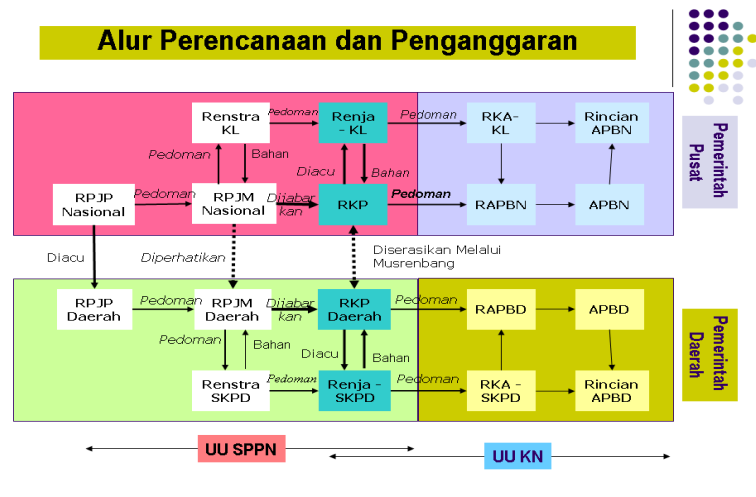 Alur Perencanaan dan Penganggaran
Renstra
KL
Pedoman
Renja
- KL
Pedoman
RKA-
KL
Rincian
APBN
Pedoman
Bahan
Diacu
Bahan
RPJP
Nasional
Pedoman
RPJM
Nasional
Dijabar
kan
RKP
Pedoman
RAPBN
APBN
Pemerintah
Pusat
Diacu
Diperhatikan
Diserasikan Melalui
Musrenbang
RPJP
Daerah
Pedoman
RPJM
Daerah
Dijabar
kan
RKP
Daerah
Pedoman
RAPBD
APBD
Pedoman
Bahan
Diacu
Bahan
Renstra
SKPD
Pedoman
Renja -
SKPD
Pedoman
RKA -
SKPD
Rincian
APBD
Pemerintah
Daerah
UU SPPN
UU KN